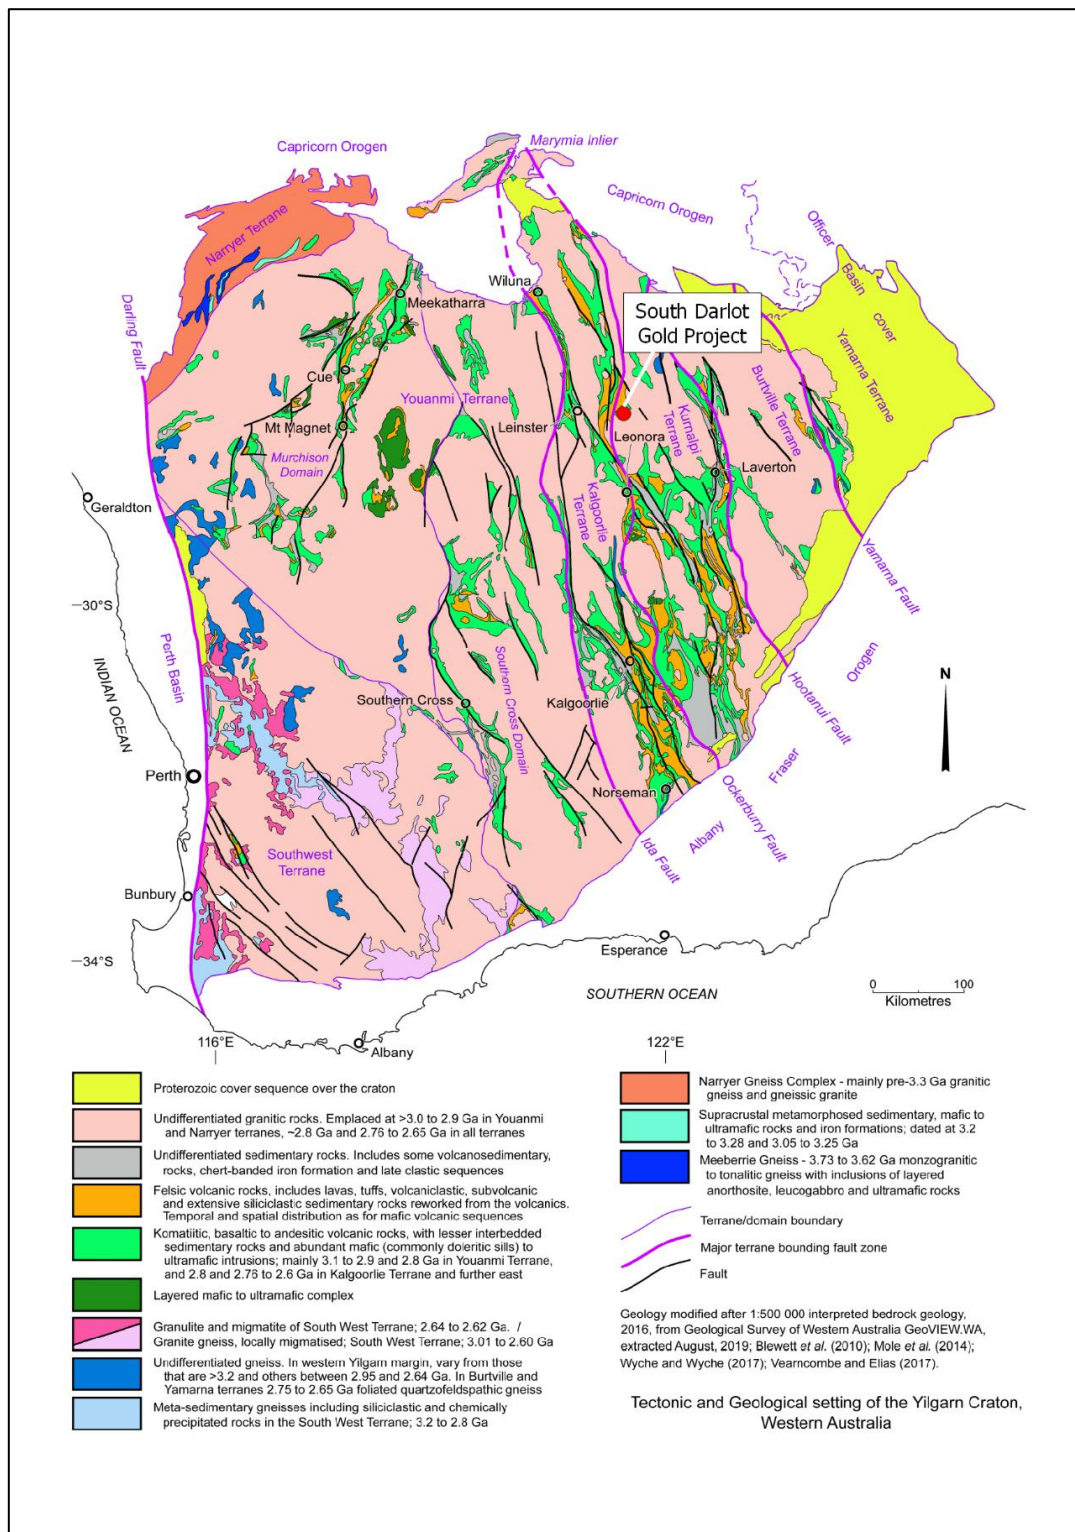 Capricorn Orogen
Marymia Inlier
Capricorn Orogen
Officer
Basin
cover
Narryer Terrane
Wiluna
Meekatharra
South Darlot
Gold Project
Yamarna Terrane
Darling Fault
Cue
Youanmi Terrane
Burtville Terrane
Mt Magnet
Leinster
Kurnalpi
Terrane
Leonora
Murchison
Domain
Laverton
Geraldton
Kalgoorlie
Terrane
Yamarna Fault
30°S
Perth Basin
INDIAN OCEAN
Southern Cross
Southorn Cross Domain
Kalgoorlie
Hootanui Fault
Orogen
N
Perth
Norseman
Fraser
Ockerburry Fault
Albany
Ida Fault
Southwest
Terrane
Bunbury
Esperance
34°S
SOUTHERN OCEAN
0 100
Kilometres
116°E
Albany
122°E
Proterozoic cover sequence over the craton
Undifferentiated granitic rocks. Emplaced at >3.0 to 2.9 Ga in Youanmi
and Narryer terranes, ~2.8 Ga and 2.76 to 2.65 Ga in all terranes
Undifferentiated sedimentary rocks. Includes some volcanosedimentary,
rocks, chert-banded iron formation and late clastic sequences
Felsic volcanic rocks, includes lavas, tuffs, volcaniclastic, subvolcanic
and extensive siliciclastic sedimentary rocks reworked from the volcanics.
Temporal and spatial distribution as for mafic volcanic sequences
Komatiitic, basaltic to andesitic volcanic rocks, with lesser interbedded
sedimentary rocks and abundant mafic (commonly doleritic sills) to
ultramafic intrusions; mainly 3.1 to 2.9 and 2.8 Ga in Youanmi Terrane,
and 2.8 and 2.76 to 2.6 Ga in Kalgoorlie Terrane and further east
Layered mafic to ultramafic complex
Granulite and migmatite of South West Terrane; 2.64 to 2.62 Ga. /
Granite gneiss, locally migmatised; South West Terrane; 3.01 to 2.60 Ga
Undifferentiated gneiss. In western Yilgarn margin, vary from those
that are >3.2 and others between 2.95 and 2.64 Ga. In Burtville and
Yamarna terranes 2.75 to 2.65 Ga foliated quartzofeldspathic gneiss
Meta-sedimentary gneisses including siliciclastic and chemically
precipitated rocks in the South West Terrane; 3.2 to 2.8 Ga
Narryer Gneiss Complex - mainly pre-3.3 Ga granitic
gneiss and gneissic granite
Supracrustal metamorphosed sedimentary, mafic to
ultramafic rocks and iron formations; dated at 3.2
to 3.28 and 3.05 to 3.25 Ga
Meeberrie Gneiss - 3.73 to 3.62 Ga monzogranitic
to tonalitic gneiss with inclusions of layered
anorthosite, leucogabbro and ultramafic rocks
Terrane/domain boundary
Major terrane bounding fault zone
Fault
Geology modified after 1:500 000 interpreted bedrock geology,
2016, from Geological Survey of Western Australia GeoVIEW.WA,
extracted August, 2019; Blewett et al. (2010); Mole et al. (2014);
Wyche and Wyche (2017); Vearncombe and Elias (2017).
Tectonic and Geological setting of the Yilgarn Craton,
Western Australia